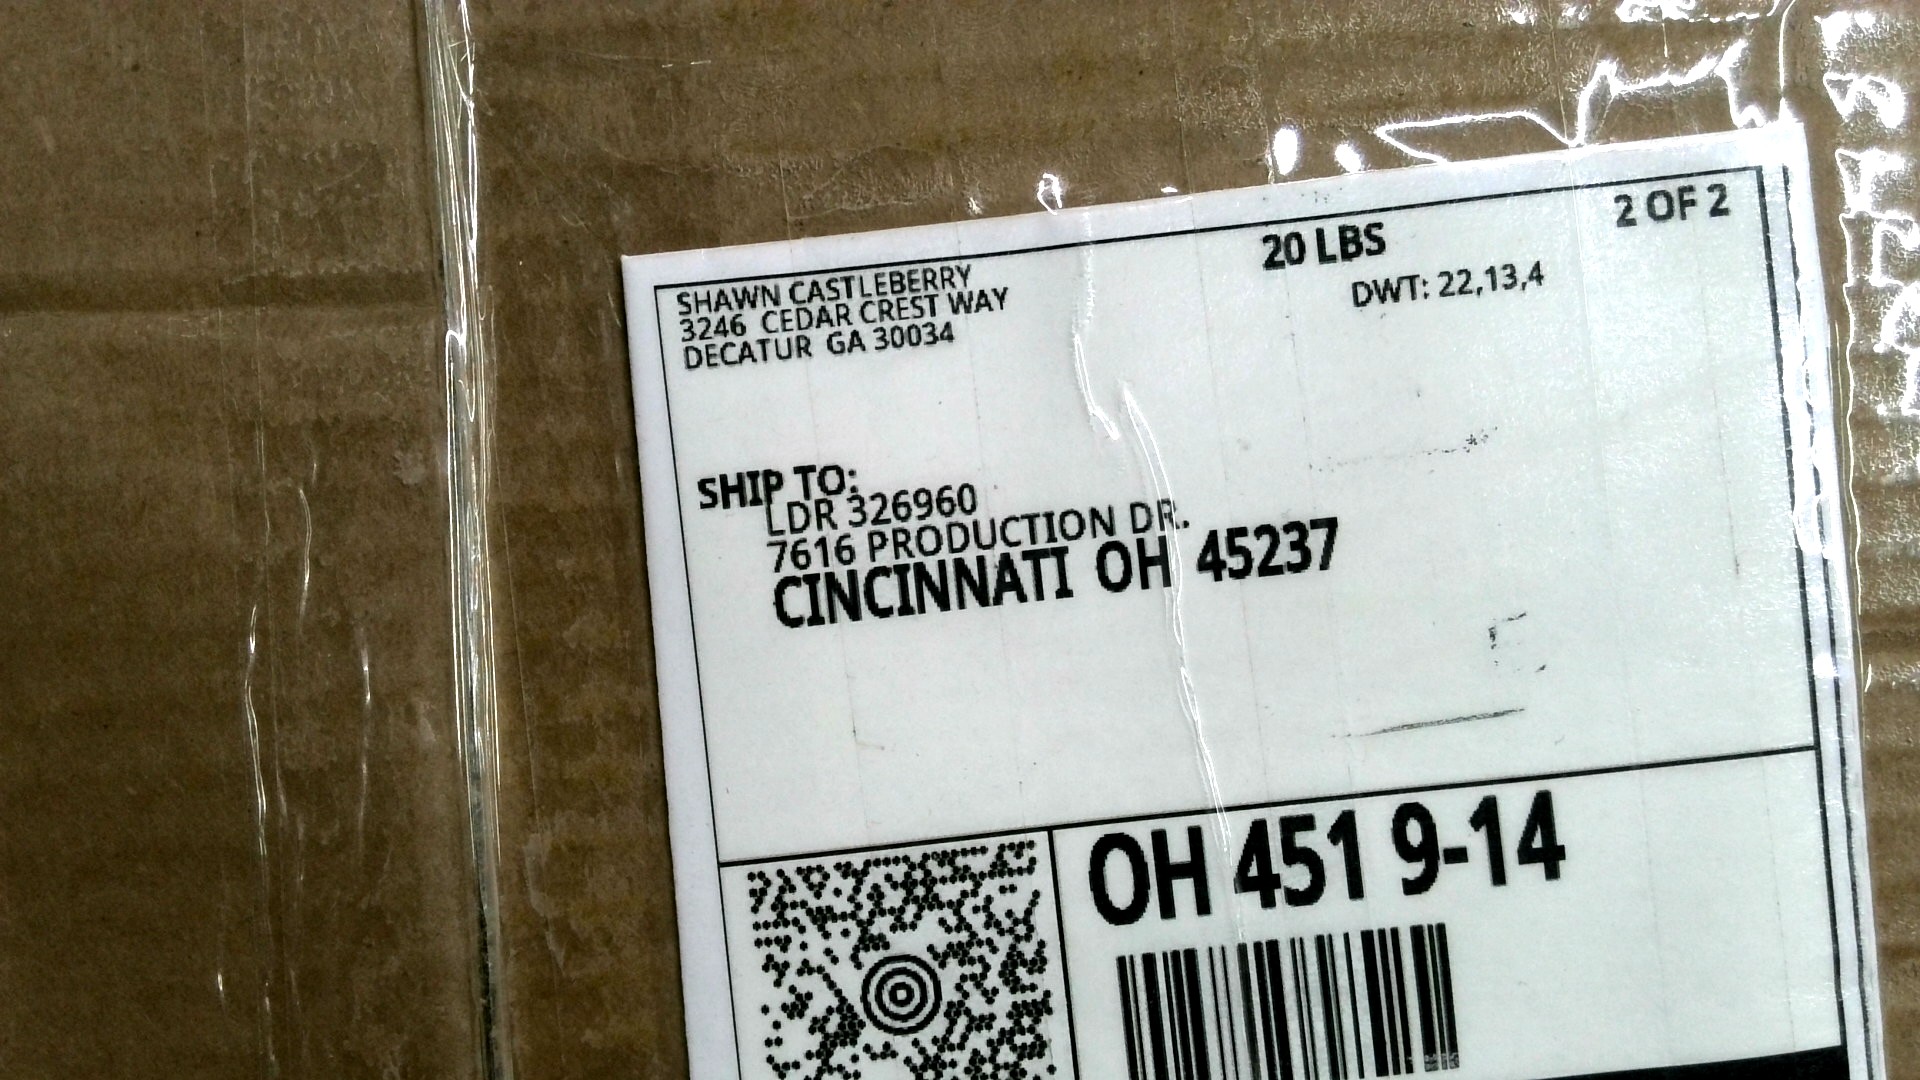 2 OF 2
20 LBS
DWT: 22,13,4
SHAWN CASTLEBERRY
3246 CEDAR CREST WAY
DECATUR GA 30034
SHIP TO:
LDR 326960
7616 PRODUCTION DR.
CINCINNATI OH 45237
OH 451 9-14